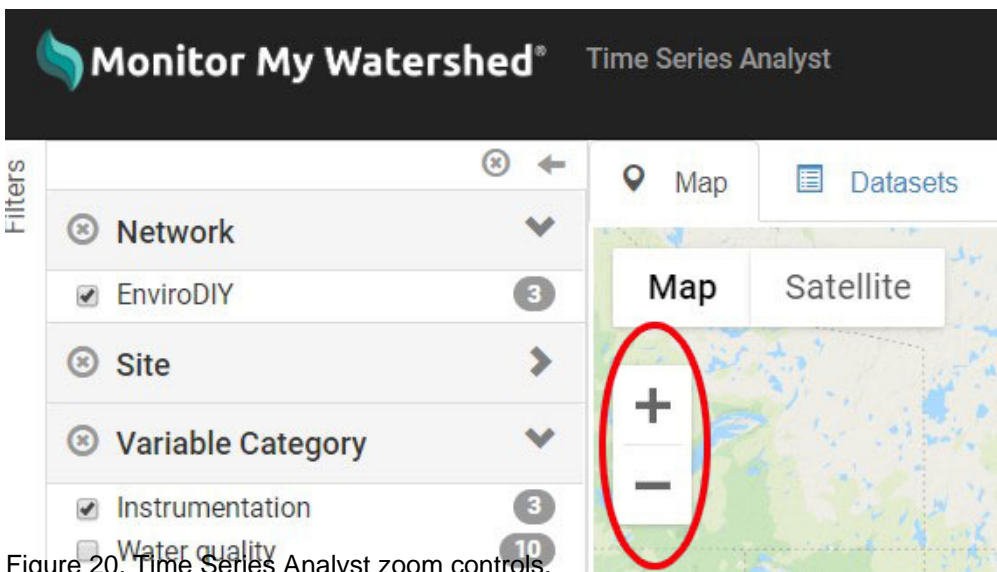 Monitor My Watershed® Time Series Analyst
Filters
Map Datasets
Network
EnviroDIY 3
Site
Variable Category
Instrumentation 3
Water quality 10
Map Satellite
+
−
Figure 20. Time Series Analyst zoom controls.